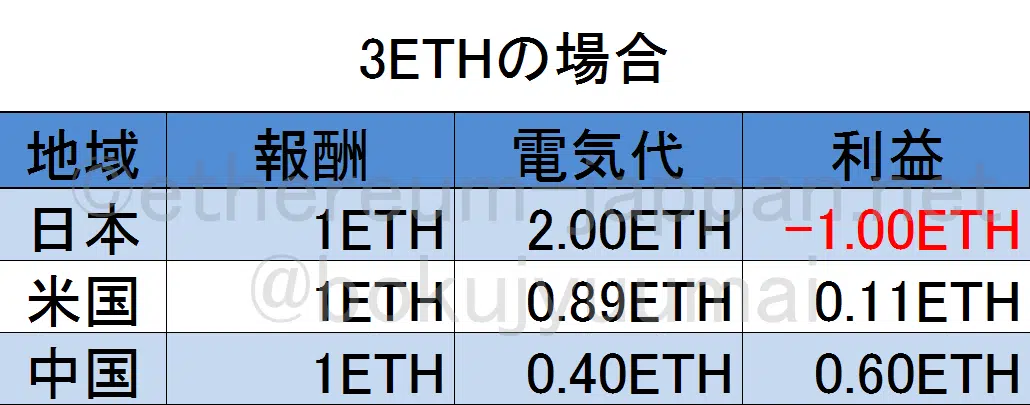 3ETHの場合
地域 報酬 電気代 利益
©ethereum-jappan.net
日本 1ETH 2.00ETH -1.00ETH
@bokujyuumai
米国 1ETH 0.89ETH 0.11ETH
中国 1ETH 0.40ETH 0.60ETH